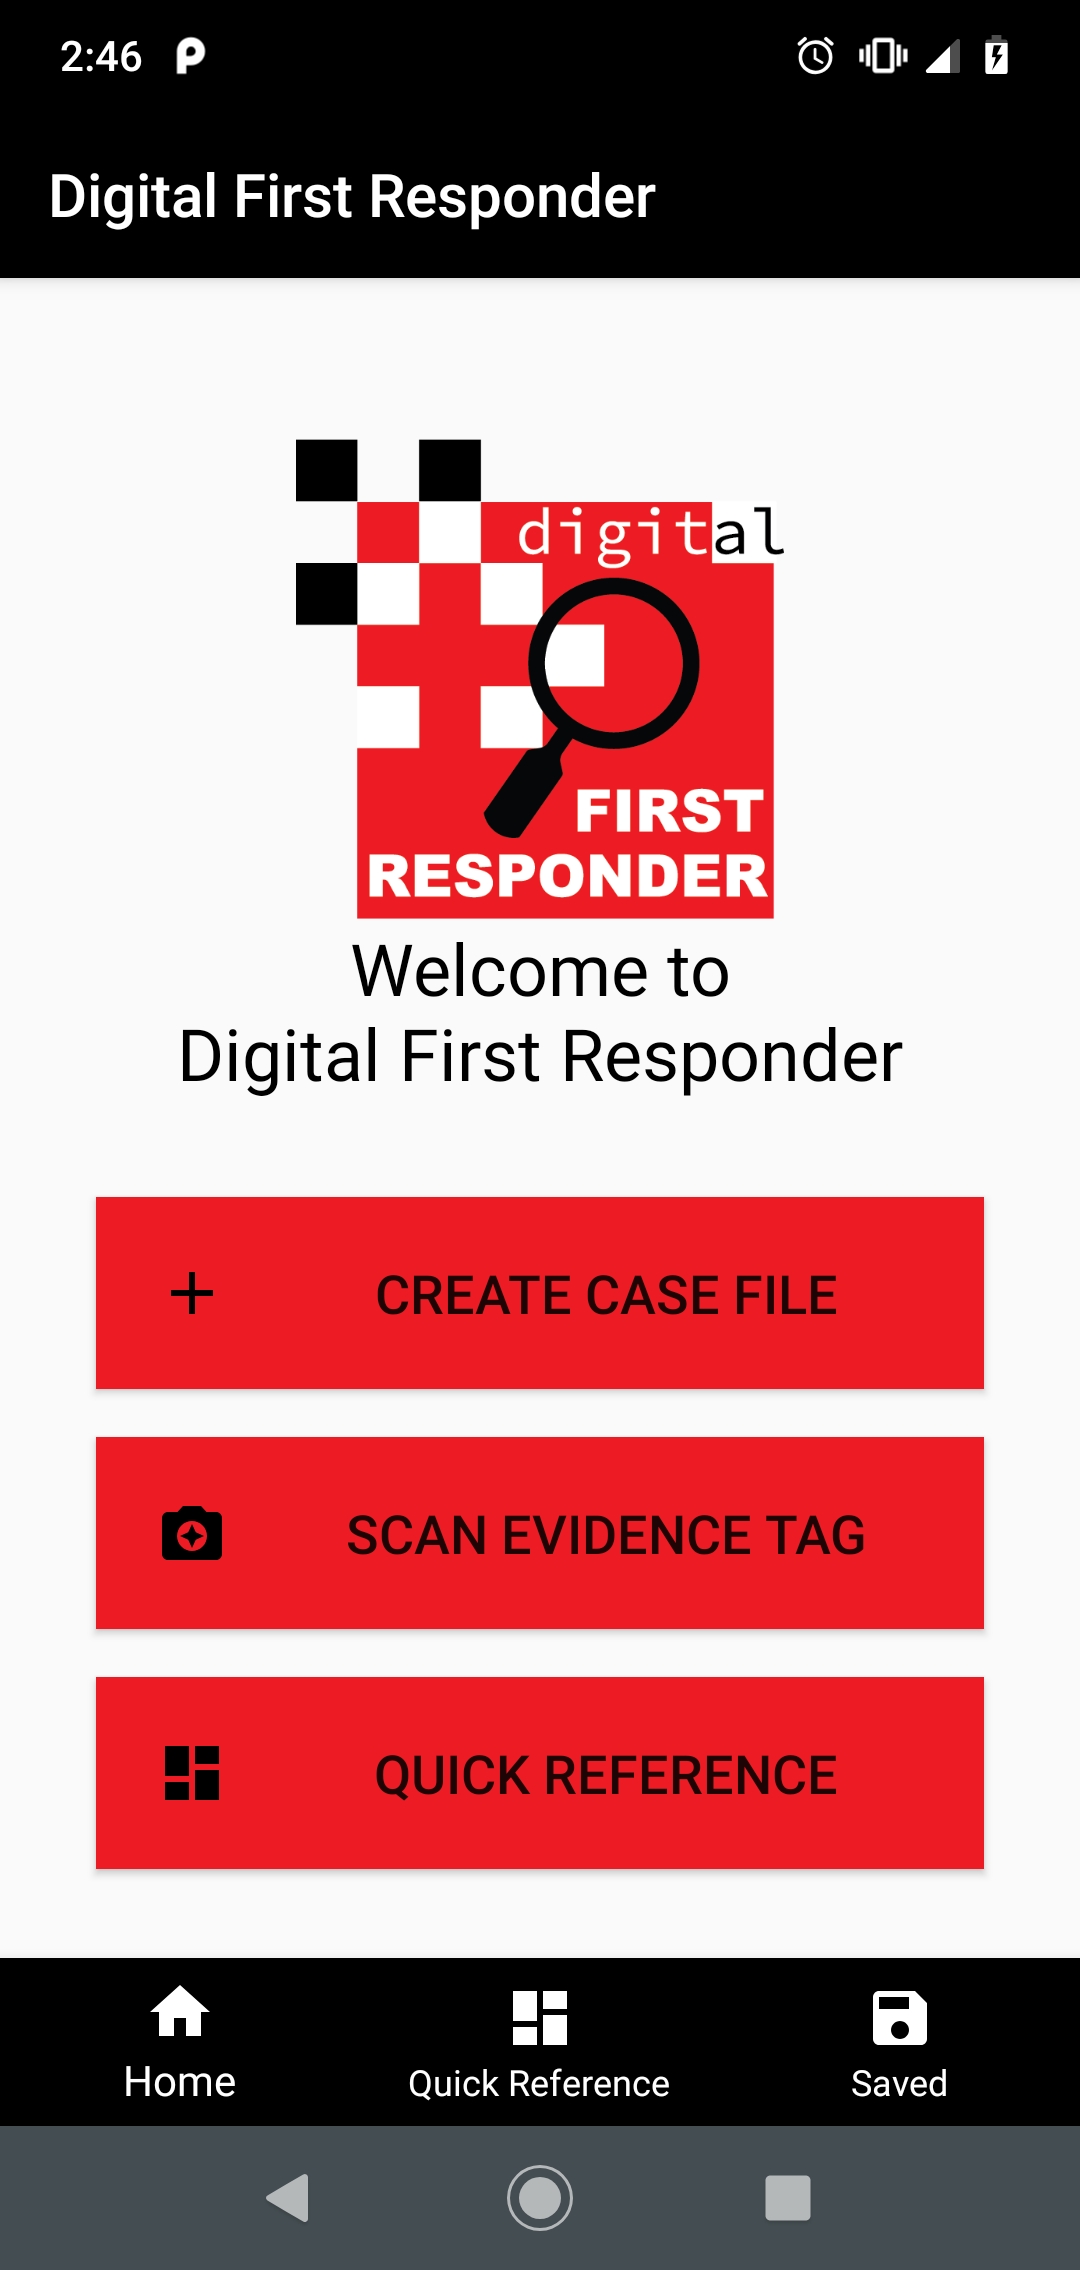 2:46
Digital First Responder
digital
FIRST
RESPONDER
Welcome to
Digital First Responder
CREATE CASE FILE
SCAN EVIDENCE TAG
QUICK REFERENCE
Home
Quick Reference
Saved